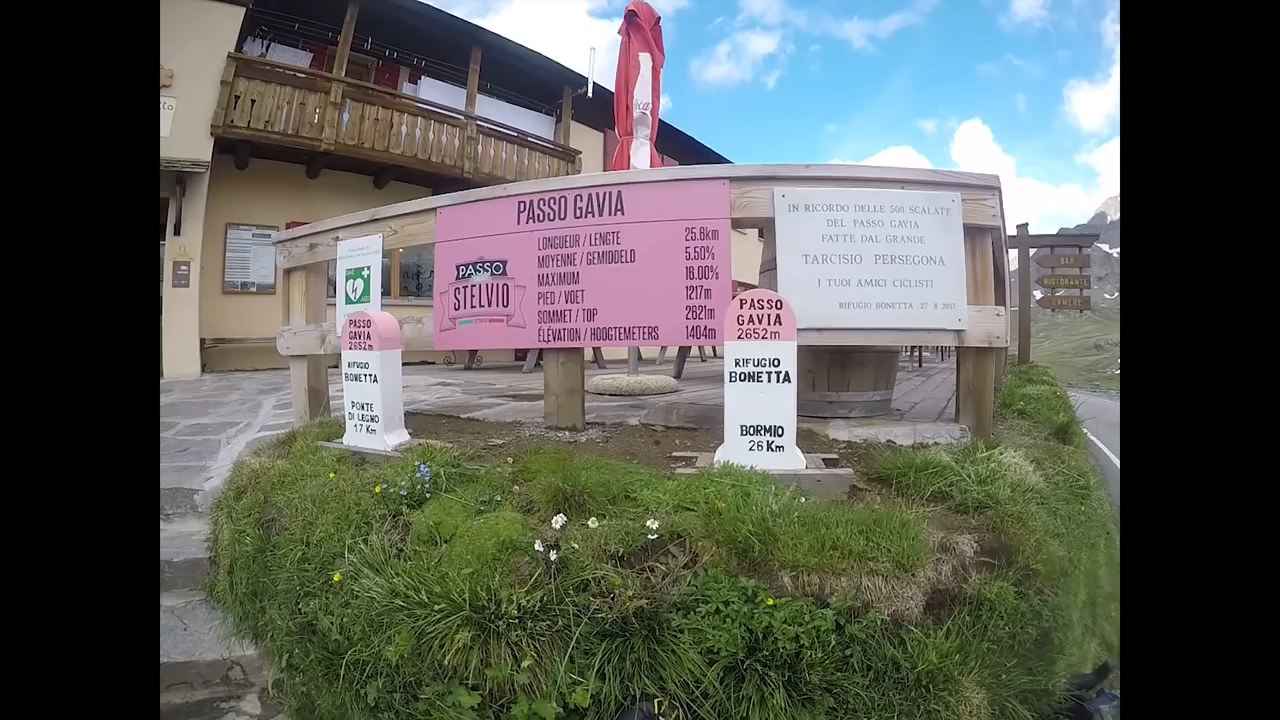 PASSO GAVIA
LONGUEUR / LENGTE 25.8km
MOYENNE / GEMIDDELD 5.50%
MAXIMUM 16.00%
PIED / VOET 1217m
SOMMET / TOP 2621m
ÉLÉVATION / HOOGTEMETERS 1404m
PASSO
STELVIO
IN RICORDO DELLE 500 SCALATE
DEL PASSO GAVIA
FATTE DAL GRANDE
TARCISIO PERSEGONA
I TUOI AMICI CICLISTI
RIFUGIO BONETTA 27 8 2017
BAR
RISTORANTE
CAMERE
PASSO
GAVIA
2652m
RIFUGIO
BONETTA
PONTE
DI LEGNO
17 Km
PASSO
GAVIA
2652m
RIFUGIO
BONETTA
BORMIO
26 Km